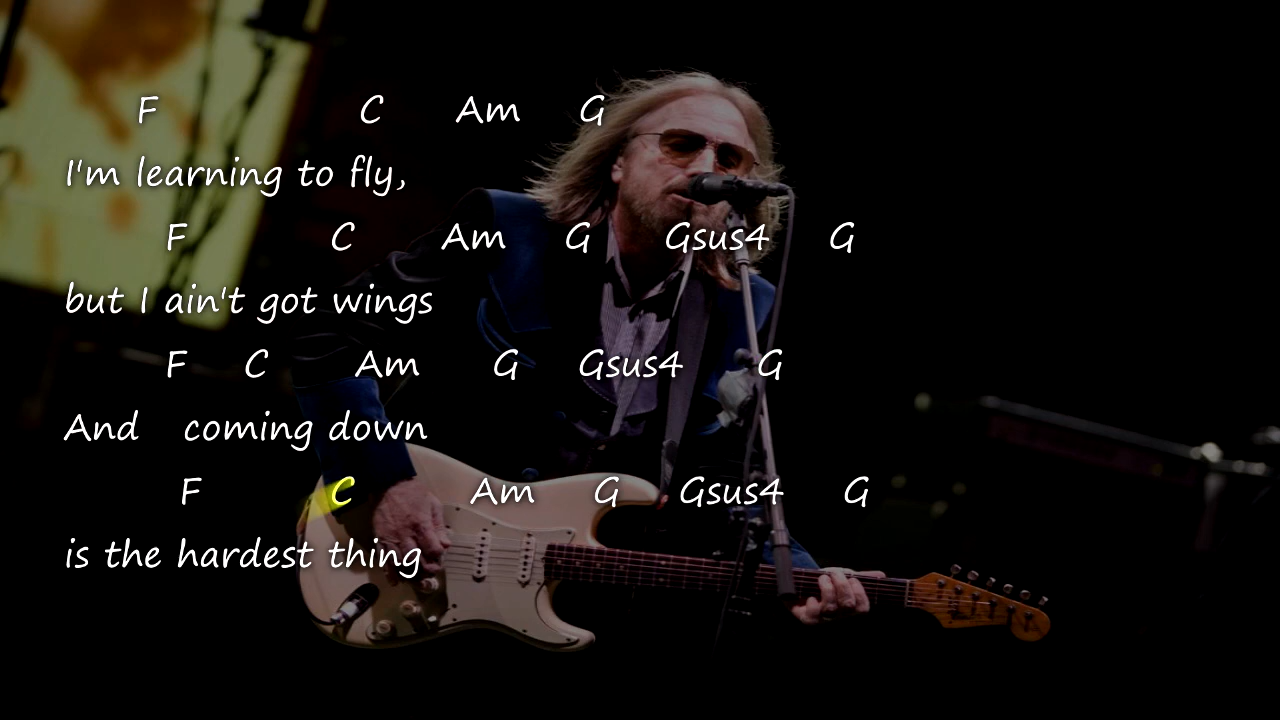 F C Am G
I'm learning to fly,
F C Am G Gsus4 G
but I ain't got wings
F C Am G Gsus4 G
And coming down
F C Am G Gsus4 G
is the hardest thing